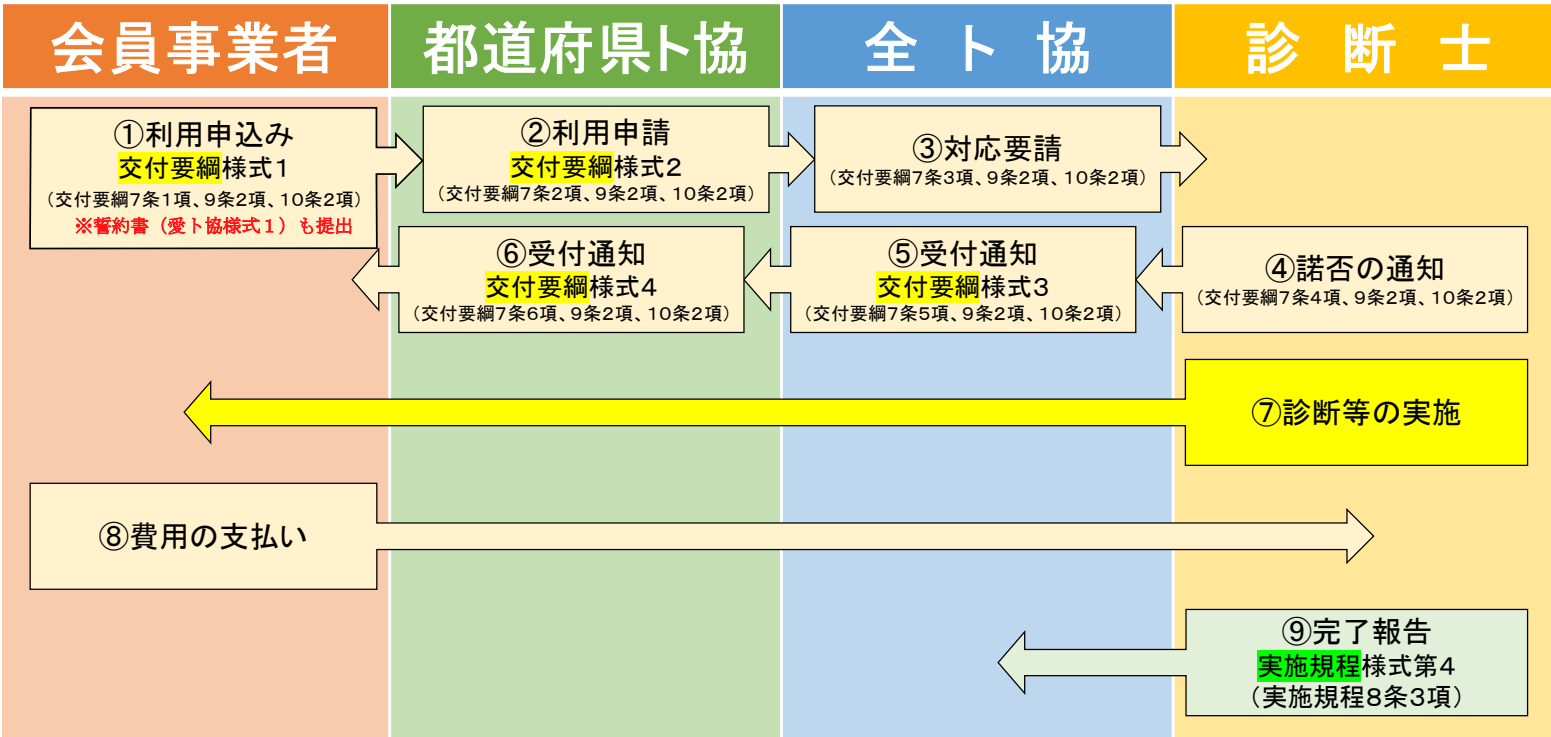 会員事業者
都道府県ト協
全ト協
診断士
①利用申込み
交付要綱様式1
(交付要綱7条1項、9条2項、10条2項)
※誓約書（愛ト協様式１）も提出
②利用申請
交付要綱様式2
(交付要綱7条2項、9条2項、10条2項)
③対応要請
(交付要綱7条3項、9条2項、10条2項)
④諾否の通知
(交付要綱7条4項、9条2項、10条2項)
⑤受付通知
交付要綱様式3
(交付要綱7条5項、9条2項、10条2項)
⑥受付通知
交付要綱様式4
(交付要綱7条6項、9条2項、10条2項)
⑦診断等の実施
⑧費用の支払い
⑨完了報告
実施規程様式第4
(実施規程8条3項)